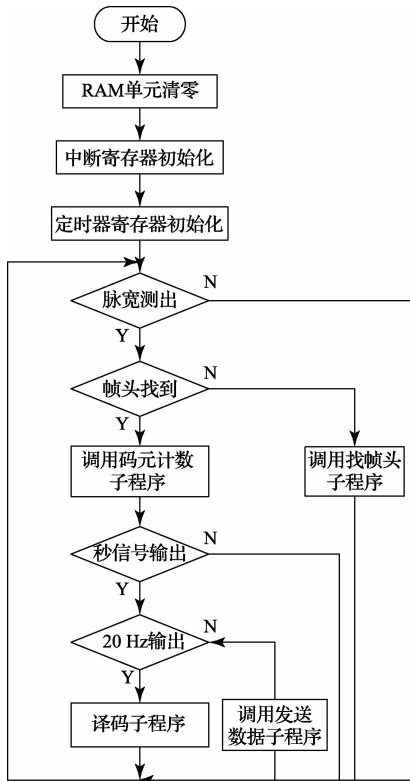 开始
RAM单元清零
中断寄存器初始化
定时器寄存器初始化
脉宽测出
N
Y
帧头找到
N
Y
调用码元计数
子程序
调用找帧头
子程序
秒信号输出
N
Y
20 Hz输出
N
Y
译码子程序
调用发送
数据子程序